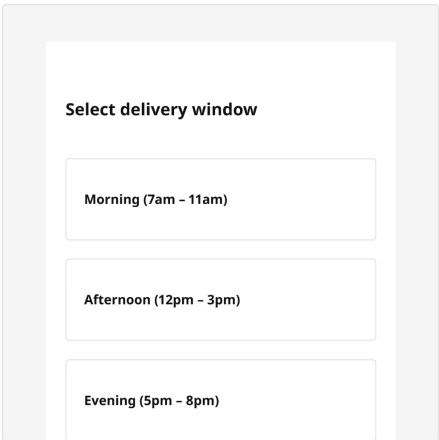 Select delivery window
Morning (7am – 11am)
Afternoon (12pm – 3pm)
Evening (5pm – 8pm)